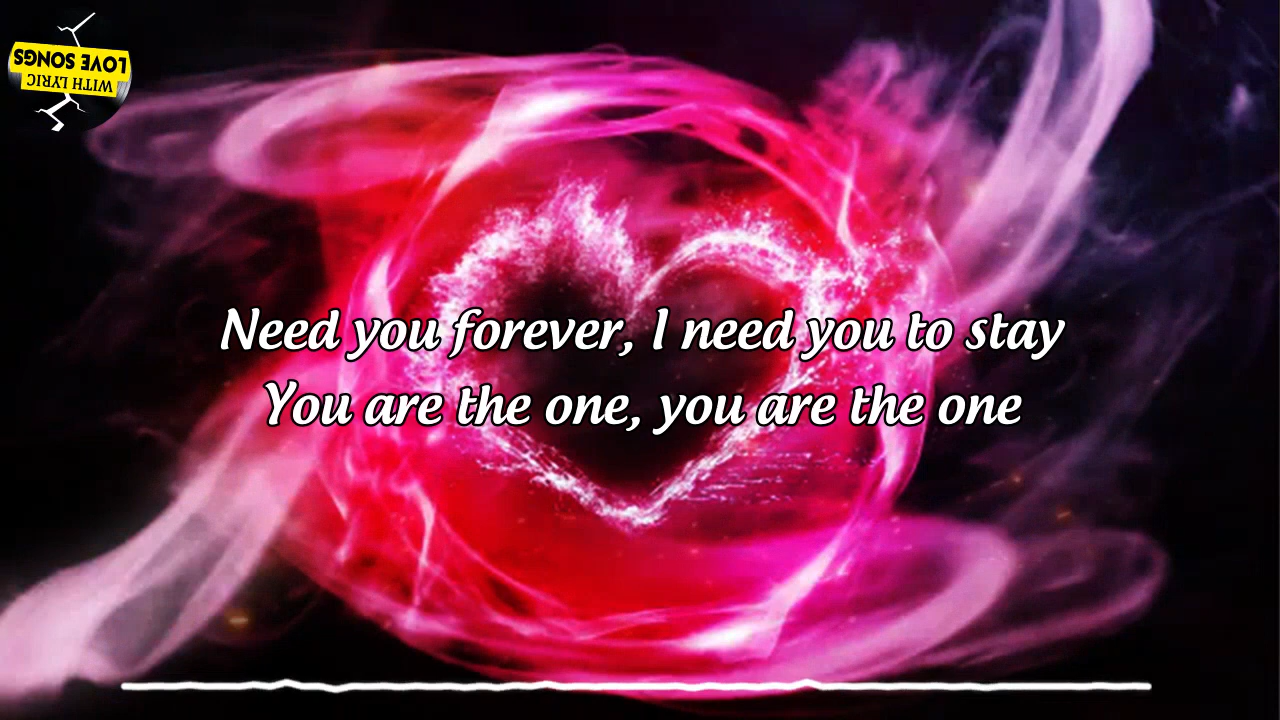 LOVE SONGS
WITH LYRIC
Need you forever, I need you to stay
You are the one, you are the one